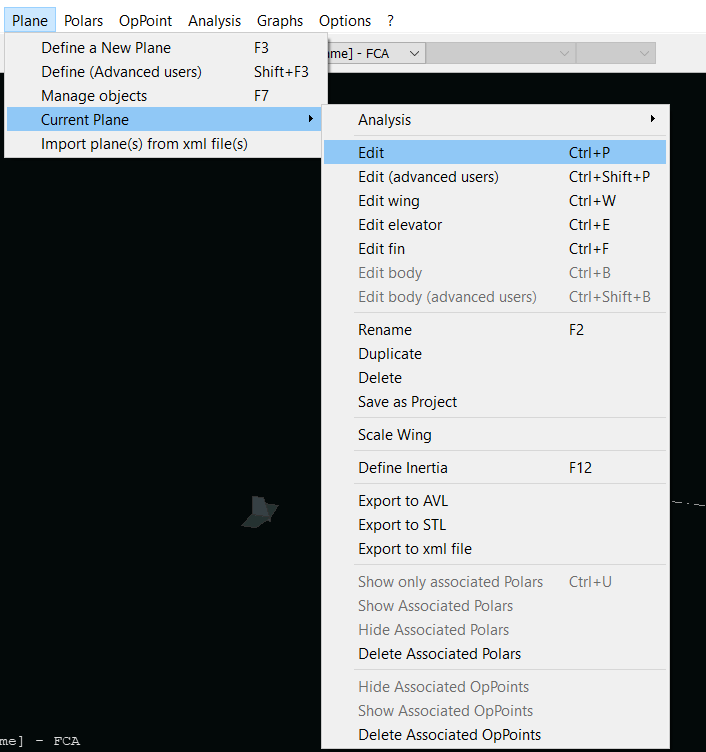 Plane Polars OpPoint Analysis Graphs Options ?
Define a New Plane F3
ome] - FCA
Define (Advanced users) Shift+F3
Manage objects F7
Current Plane
Import plane(s) from xml file(s)
Analysis
Edit Ctrl+P
Edit (advanced users) Ctrl+Shift+P
Edit wing Ctrl+W
Edit elevator Ctrl+E
Edit fin Ctrl+F
Edit body Ctrl+B
Edit body (advanced users) Ctrl+Shift+B
Rename F2
Duplicate
Delete
Save as Project
Scale Wing
Define Inertia F12
Export to AVL
Export to STL
Export to xml file
Show only associated Polars Ctrl+U
Show Associated Polars
Hide Associated Polars
Delete Associated Polars
Hide Associated OpPoints
Show Associated OpPoints
Delete Associated OpPoints
me] - FCA